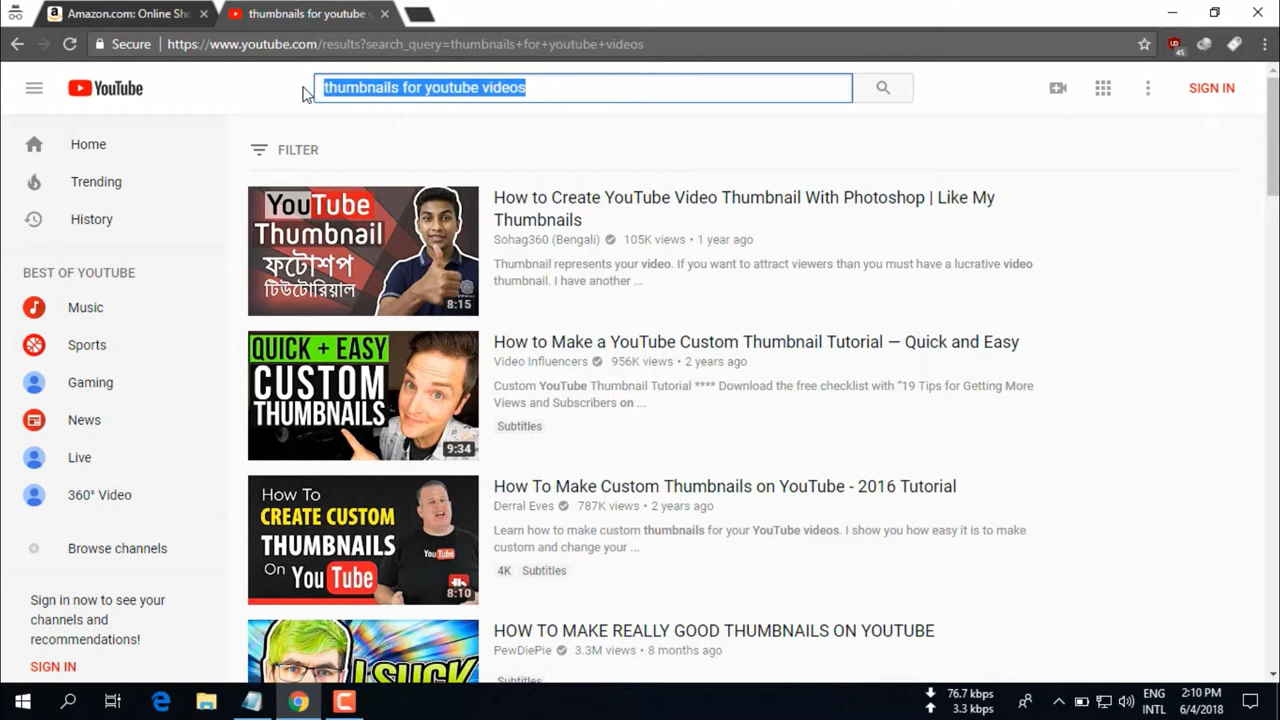 Amazon.com: Online Sho
thumbnails for youtube v
Secure
https://www.youtube.com/results?search_query=thumbnails+for+youtube+videos
45
YouTube
thumbnails for youtube videos
SIGN IN
Home
Trending
History
BEST OF YOUTUBE
Music
Sports
Gaming
News
Live
360° Video
Browse channels
Sign in now to see your
channels and
recommendations!
SIGN IN
FILTER
YouTube
Thumbnail
ফটোশপ
টিউটোরিয়াল
8:15
How to Create YouTube Video Thumbnail With Photoshop | Like My
Thumbnails
Sohag360 (Bengali) 105K views • 1 year ago
Thumbnail represents your video. If you want to attract viewers than you must have a lucrative video
thumbnail. I have another ...
QUICK + EASY
CUSTOM
THUMBNAILS
9:34
How to Make a YouTube Custom Thumbnail Tutorial — Quick and Easy
Video Influencers 956K views • 2 years ago
Custom YouTube Thumbnail Tutorial **** Download the free checklist with “19 Tips for Getting More
Views and Subscribers on ...
Subtitles
How To
CREATE CUSTOM
THUMBNAILS
On YouTube
YouTube
8:10
How To Make Custom Thumbnails on YouTube - 2016 Tutorial
Derral Eves 787K views • 2 years ago
Learn how to make custom thumbnails for your YouTube videos. I show you how easy it is to make
custom and change your ...
4K Subtitles
I SUCK
HOW TO MAKE REALLY GOOD THUMBNAILS ON YOUTUBE
PewDiePie 3.3M views • 8 months ago
Subtitles
76.7 kbps
3.3 kbps
ENG
INTL
2:10 PM
6/4/2018